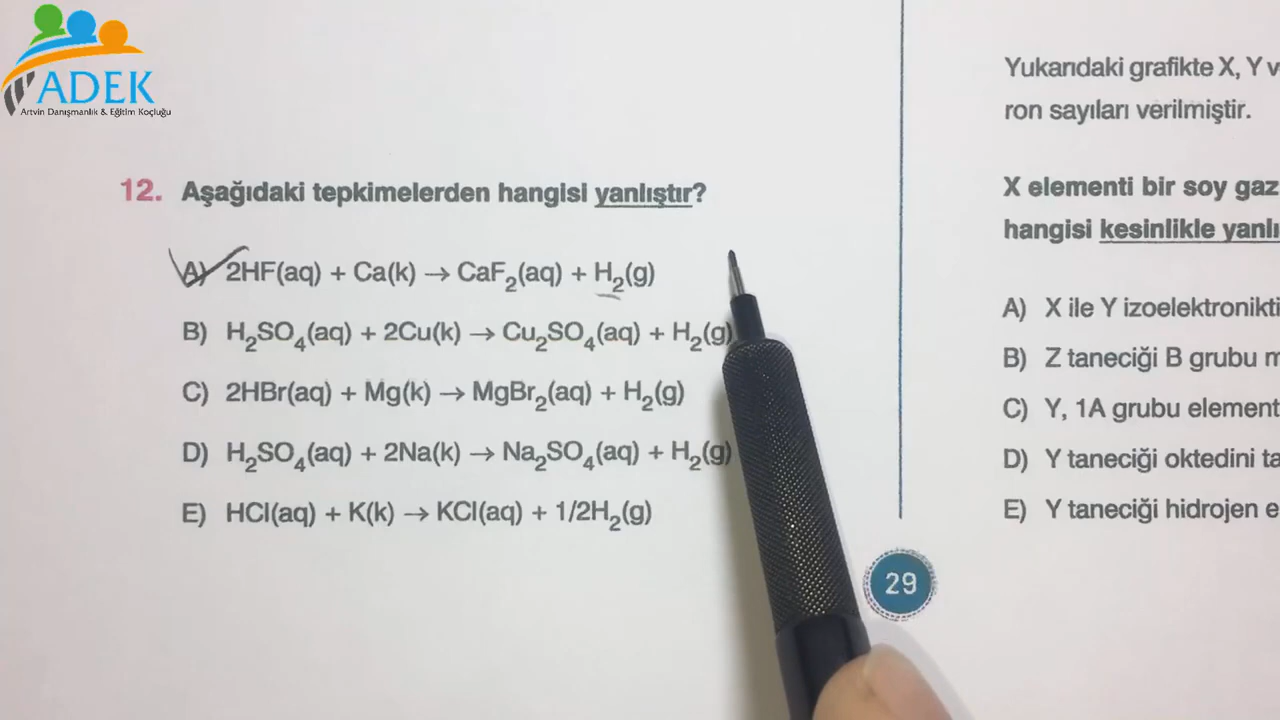 ADEK
Artvin Danışmanlık & Eğitim Koçluğu
12. Aşağıdaki tepkimelerden hangisi yanlıştır?
A) 2HF(aq) + Ca(k) → CaF₂(aq) + H₂(g)
B) H₂SO₄(aq) + 2Cu(k) → Cu₂SO₄(aq) + H₂(g)
C) 2HBr(aq) + Mg(k) → MgBr₂(aq) + H₂(g)
D) H₂SO₄(aq) + 2Na(k) → Na₂SO₄(aq) + H₂(g)
E) HCl(aq) + K(k) → KCl(aq) + 1/2H₂(g)
29
Yukarıdaki grafikte X, Y
ron sayıları verilmiştir.
X elementi bir soy gaz
hangisi kesinlikle
A) X ile Y
B) Z taneciği B grubu
C) Y, 1A grubu
D) Y taneciği oktedini
E) Y taneciği hidrojen